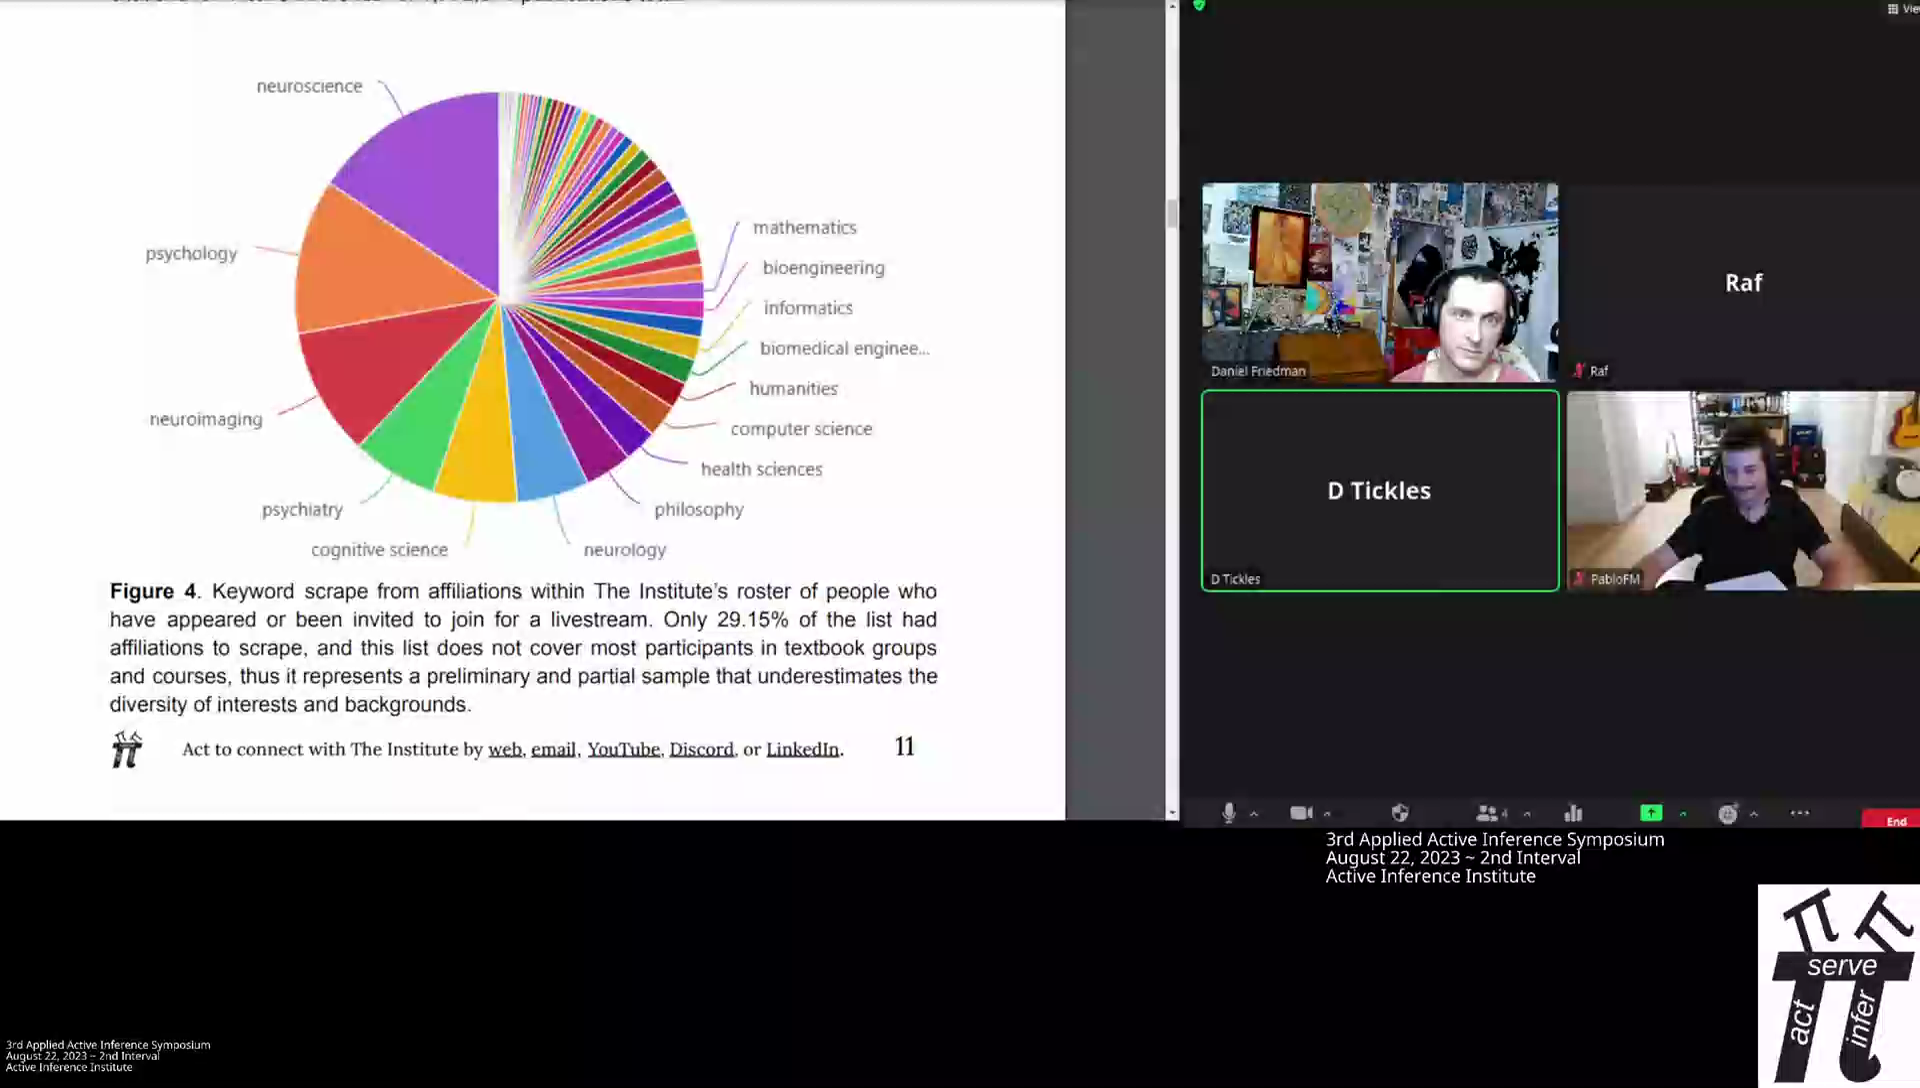 neuroscience
psychology
neuroimaging
psychiatry
cognitive science
neurology
philosophy
health sciences
computer science
humanities
biomedical enginee...
informatics
bioengineering
mathematics
Figure 4. Keyword scrape from affiliations within The Institute's roster of people who
have appeared or been invited to join for a livestream. Only 29.15% of the list had
affiliations to scrape, and this list does not cover most participants in textbook groups
and courses, thus it represents a preliminary and partial sample that underestimates the
diversity of interests and backgrounds.
Act to connect with The Institute by web, email, YouTube, Discord, or LinkedIn. 11
Vie
Daniel Friedman
Raf
Raf
D Tickles
D Tickles
PabloFM
4
End
3rd Applied Active Inference Symposium
August 22, 2023 ~ 2nd Interval
Active Inference Institute
serve
act
infer
3rd Applied Active Inference Symposium
August 22, 2023 ~ 2nd Interval
Active Inference Institute